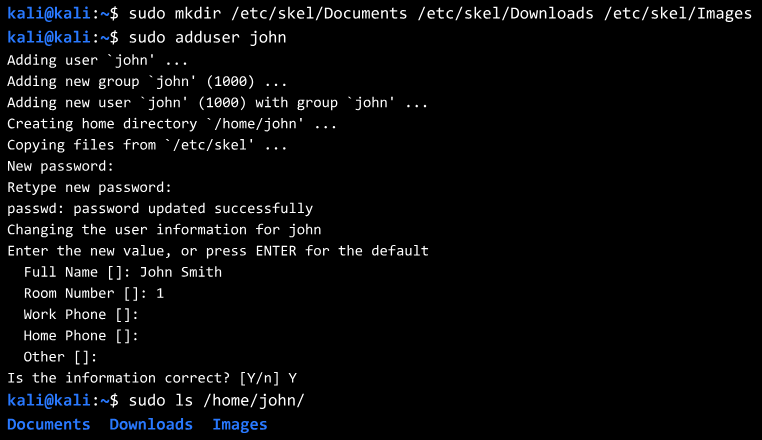 kali@kali:~$ sudo mkdir /etc/skel/Documents /etc/skel/Downloads /etc/skel/Images
kali@kali:~$ sudo adduser john
Adding user `john' ...
Adding new group `john' (1000) ...
Adding new user `john' (1000) with group `john' ...
Creating home directory `/home/john' ...
Copying files from `/etc/skel' ...
New password:
Retype new password:
passwd: password updated successfully
Changing the user information for john
Enter the new value, or press ENTER for the default
  Full Name []: John Smith
  Room Number []: 1
  Work Phone []:
  Home Phone []:
  Other []:
Is the information correct? [Y/n] Y
kali@kali:~$ sudo ls /home/john/
Documents  Downloads  Images